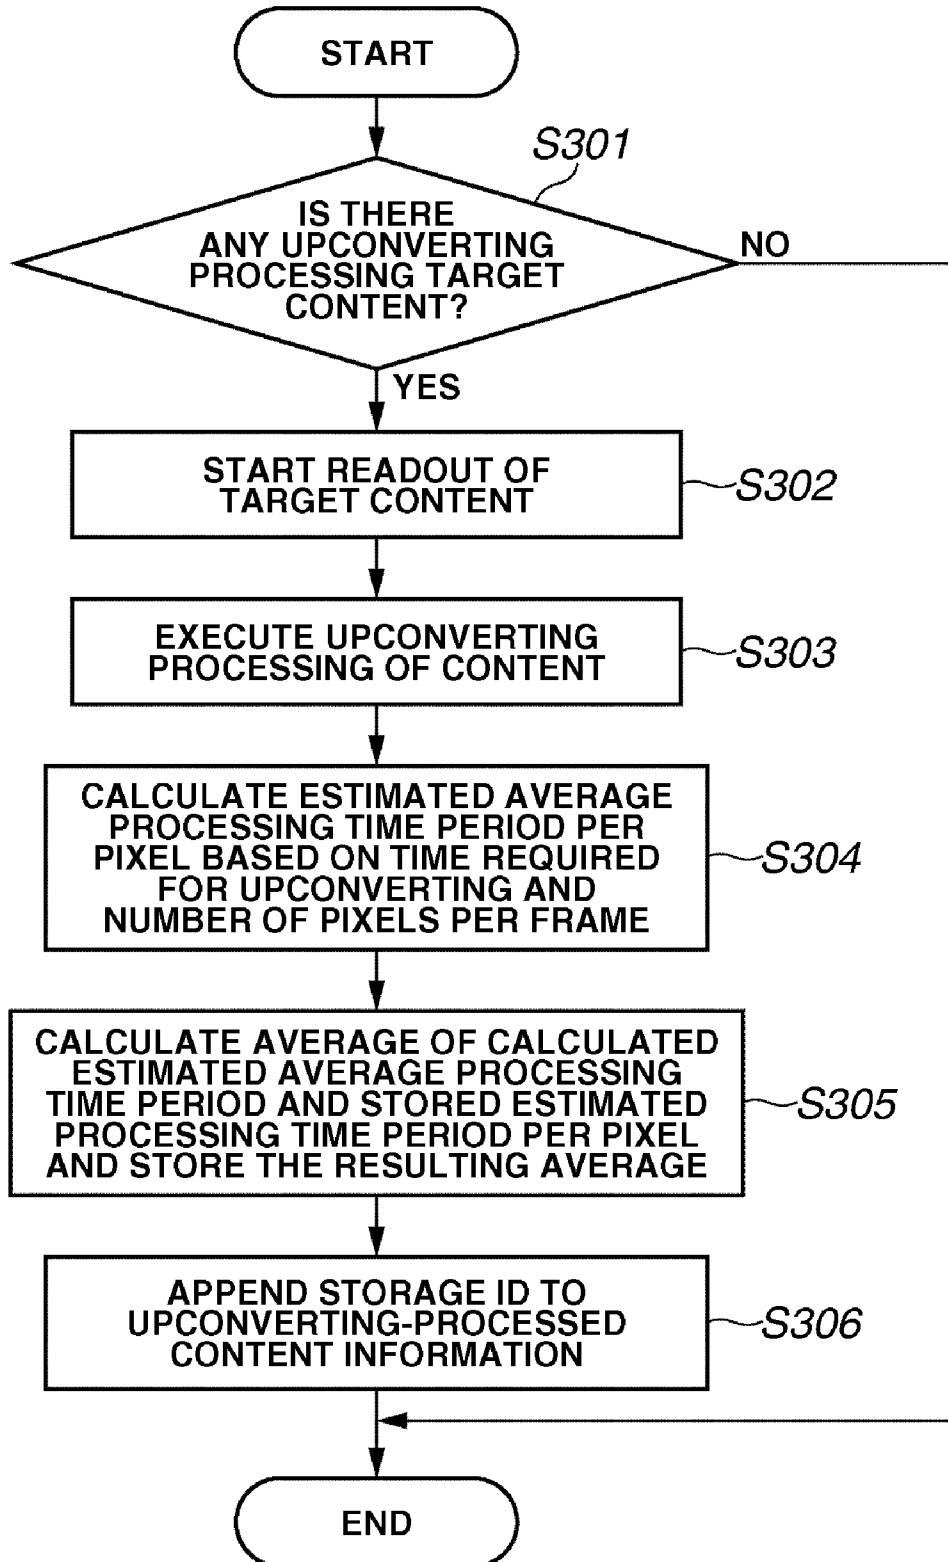 START
S301
IS THERE
ANY UPCONVERTING
PROCESSING TARGET
CONTENT?
NO
YES
START READOUT OF
TARGET CONTENT
S302
EXECUTE UPCONVERTING
PROCESSING OF CONTENT
S303
CALCULATE ESTIMATED AVERAGE
PROCESSING TIME PERIOD PER
PIXEL BASED ON TIME REQUIRED
FOR UPCONVERTING AND
NUMBER OF PIXELS PER FRAME
S304
CALCULATE AVERAGE OF CALCULATED
ESTIMATED AVERAGE PROCESSING
TIME PERIOD AND STORED ESTIMATED
PROCESSING TIME PERIOD PER PIXEL
AND STORE THE RESULTING AVERAGE
S305
APPEND STORAGE ID TO
UPCONVERTING-PROCESSED
CONTENT INFORMATION
S306
END